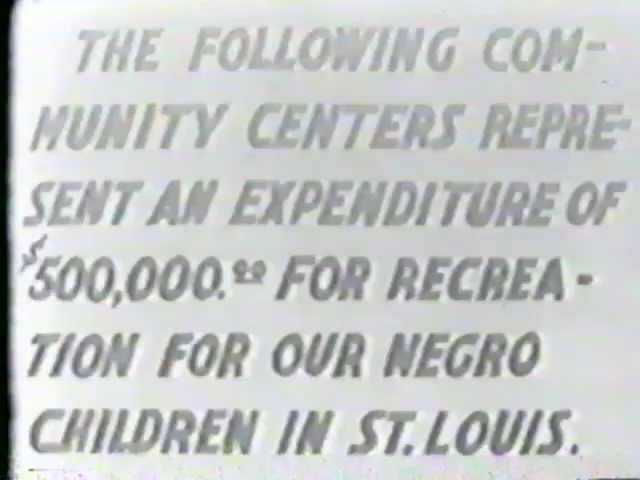 THE FOLLOWING COM-
MUNITY CENTERS REPRE-
SENT AN EXPENDITURE OF
$500,000.00 FOR RECREA-
TION FOR OUR NEGRO
CHILDREN IN ST. LOUIS.